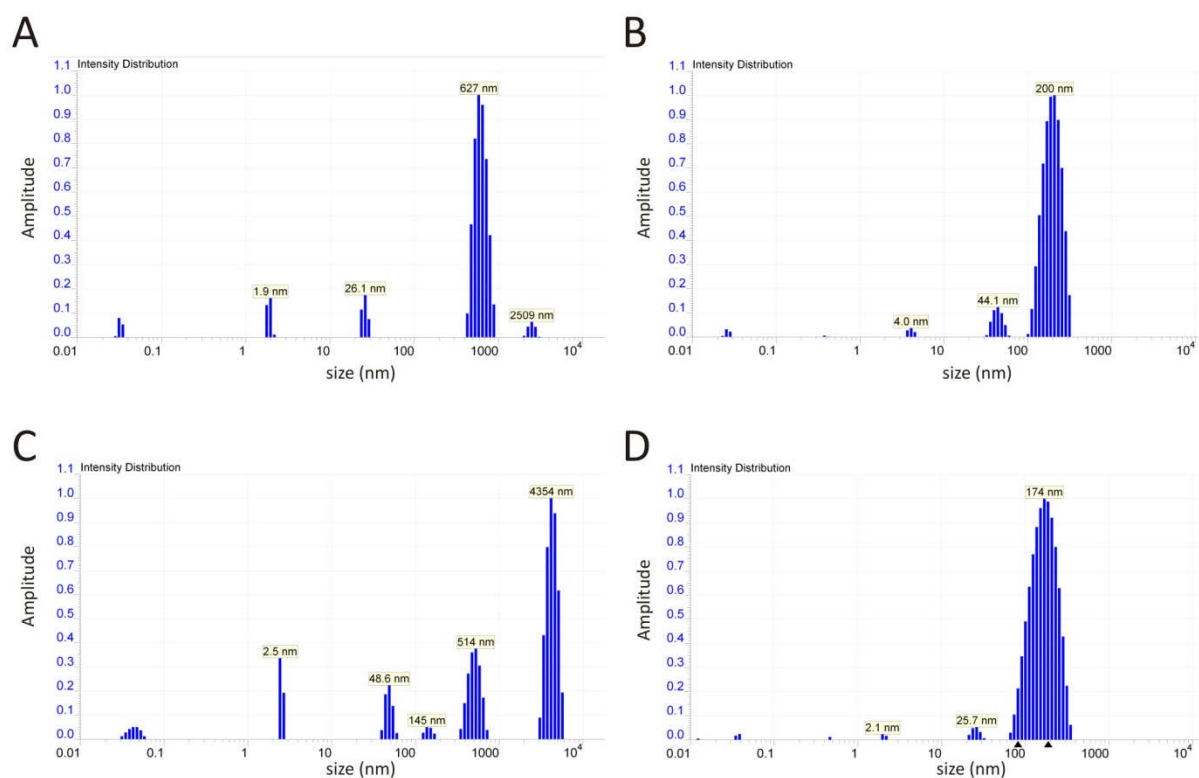 A
Intensity Distribution
1.1
1.0
0.9
0.8
0.7
0.6
0.5
0.4
0.3
0.2
0.1
0.0
Amplitude
627 nm
1.9 nm
26.1 nm
2509 nm
0.01 0.1 1 10 100 1000 10⁴
size (nm)
B
Intensity Distribution
1.1
1.0
0.9
0.8
0.7
0.6
0.5
0.4
0.3
0.2
0.1
0.0
Amplitude
200 nm
4.0 nm
44.1 nm
0.01 0.1 1 10 100 1000 10⁴
size (nm)
C
Intensity Distribution
1.1
1.0
0.9
0.8
0.7
0.6
0.5
0.4
0.3
0.2
0.1
0.0
Amplitude
4354 nm
2.5 nm
48.6 nm
145 nm
514 nm
0.01 0.1 1 10 100 1000 10⁴
size (nm)
D
Intensity Distribution
1.1
1.0
0.9
0.8
0.7
0.6
0.5
0.4
0.3
0.2
0.1
0.0
Amplitude
174 nm
2.1 nm
25.7 nm
0.01 0.1 1 10 100 1000 10⁴
size (nm)